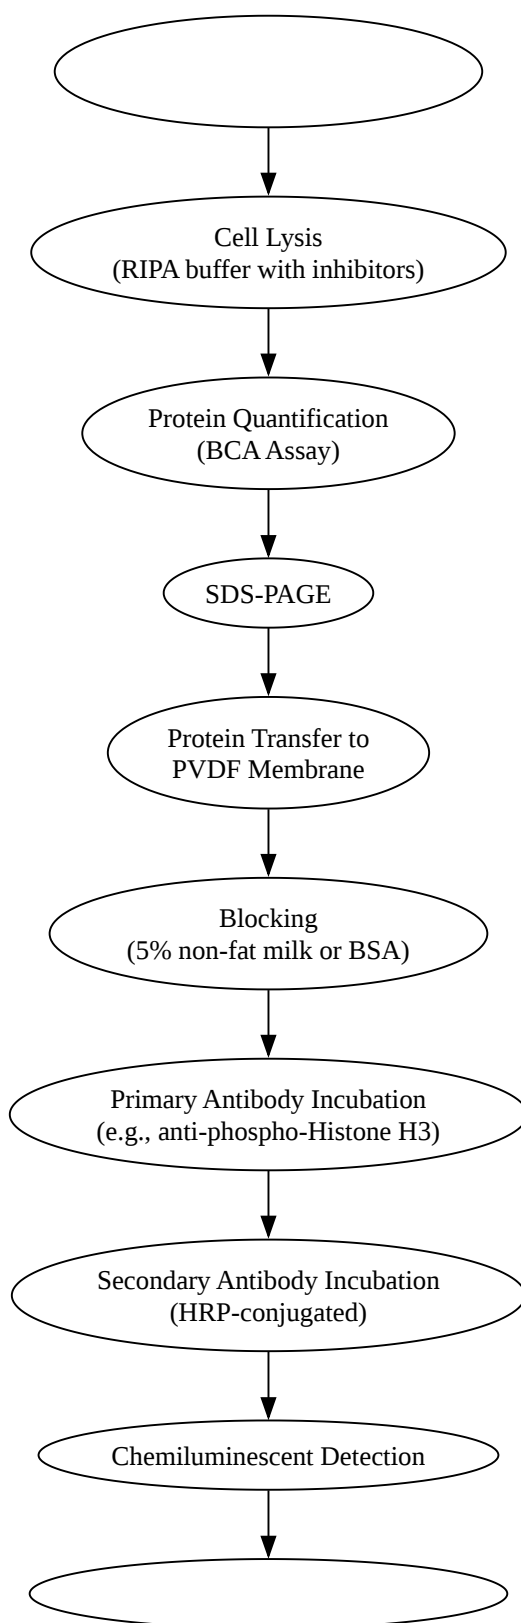 Cell Lysis
(RIPA buffer with inhibitors)
Protein Quantification
(BCA Assay)
SDS-PAGE
Protein Transfer to
PVDF Membrane
Blocking
(5% non-fat milk or BSA)
Primary Antibody Incubation
(e.g., anti-phospho-Histone H3)
Secondary Antibody Incubation
(HRP-conjugated)
Chemiluminescent Detection